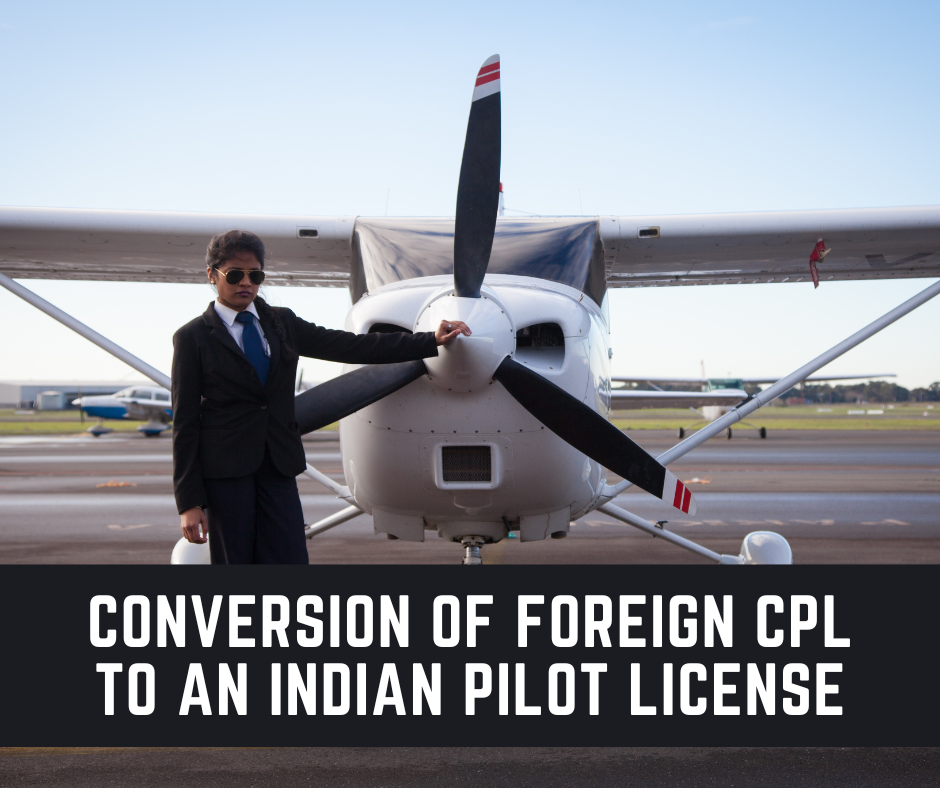 CONVERSION OF FOREIGN CPL
TO AN INDIAN PILOT LICENSE